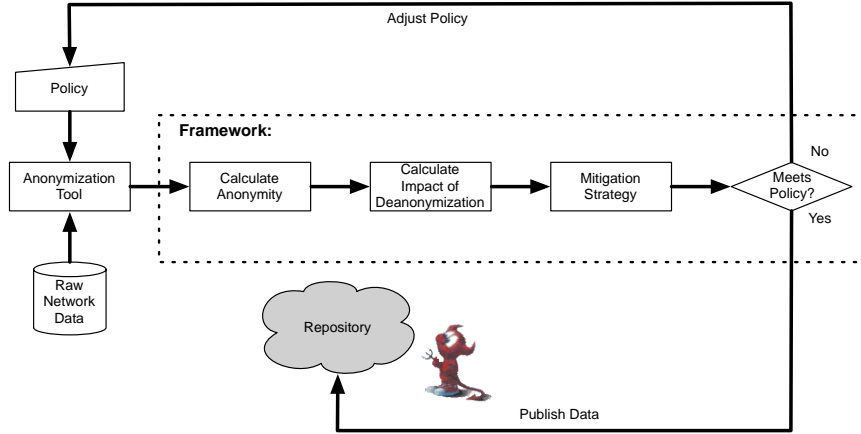 Adjust Policy
Policy
Framework:
No
Anonymization
Tool
Calculate
Anonymity
Calculate
Impact of
Deanonymization
Mitigation
Strategy
Meets
Policy?
Yes
Raw
Network
Data
Repository
Publish Data